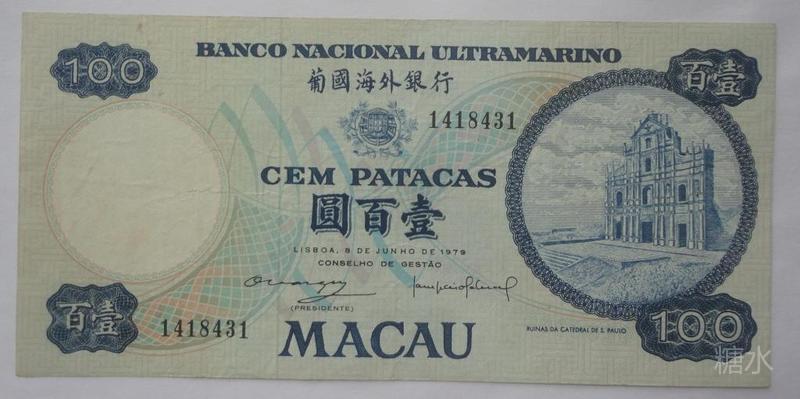 BANCO NACIONAL ULTRAMARINO
100
壹百
行銀外海國葡
1418431
CEM PATACAS
壹百圓
LISBOA, 8 DE JUNHO DE 1979
CONSELHO DE GESTÃO
(PRESIDENTE)
壹百
1418431
MACAU
RUINAS DA CATEDRAL DE S. PAULO
100
糖水